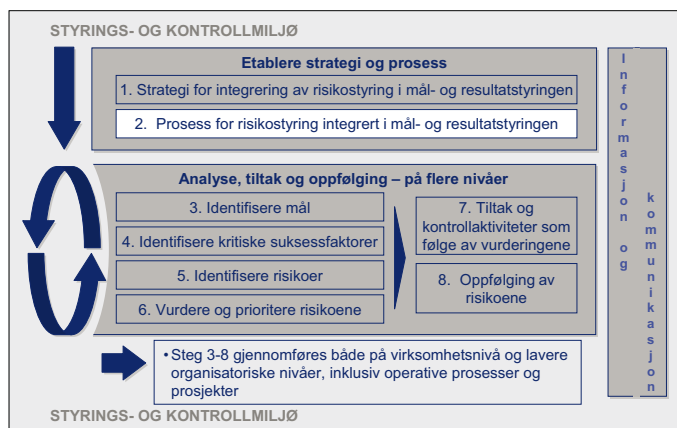 STYRINGS- OG KONTROLLMILJØ
Etablere strategi og prosess
1. Strategi for integrering av risikostyring i mål- og resultatstyringen
2. Prosess for risikostyring integrert i mål- og resultatstyringen
Analyse, tiltak og oppfølging – på flere nivåer
3. Identifisere mål
4. Identifisere kritiske suksessfaktorer
5. Identifisere risikoer
6. Vurdere og prioritere risikoene
7. Tiltak og
kontrollaktiviteter som
følge av vurderingene
8. Oppfølging av
risikoene
• Steg 3-8 gjennomføres både på virksomhetsnivå og lavere
organisatoriske nivåer, inklusiv operative prosesser og
prosjekter
Informasjon og
kommunikasjon
STYRINGS- OG KONTROLLMILJØ